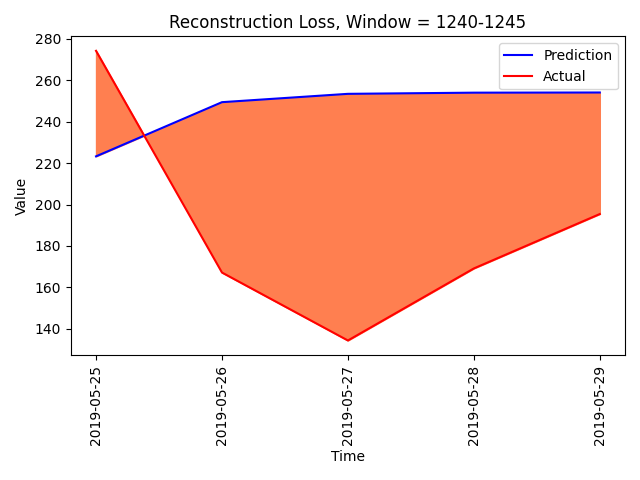 Reconstruction Loss, Window = 1240-1245
Prediction
Actual
Value
280
260
240
220
200
180
160
140
2019-05-25
2019-05-26
2019-05-27
2019-05-28
2019-05-29
Time